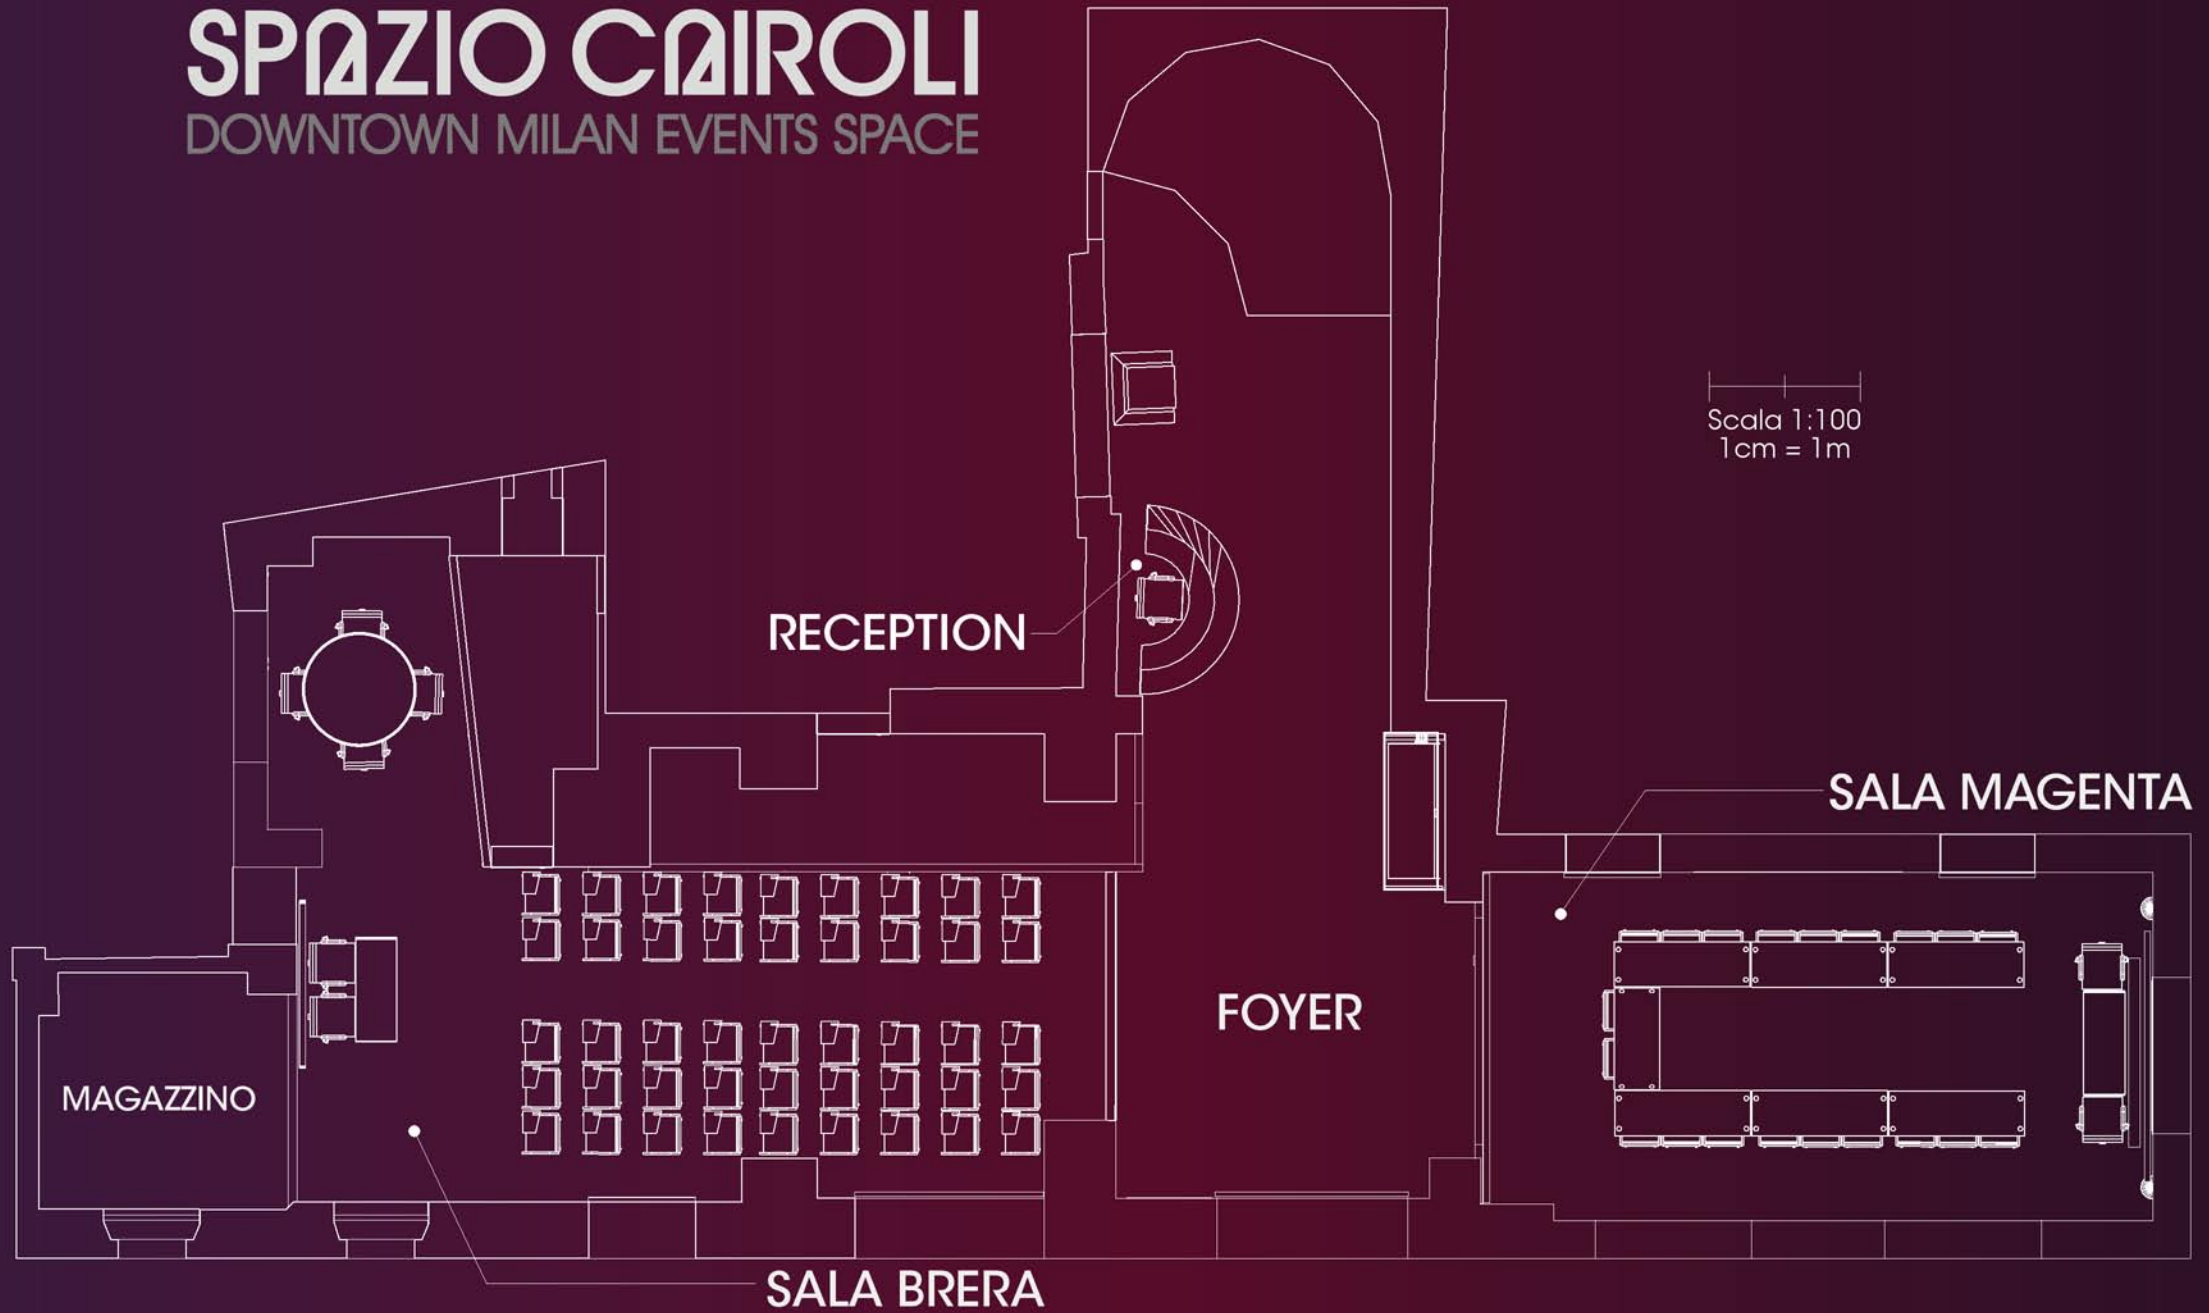 SPAZIO CAIROLI
DOWNTOWN MILAN EVENTS SPACE
Scala 1:100
1cm = 1m
RECEPTION
SALA MAGENTA
FOYER
MAGAZZINO
SALA BRERA